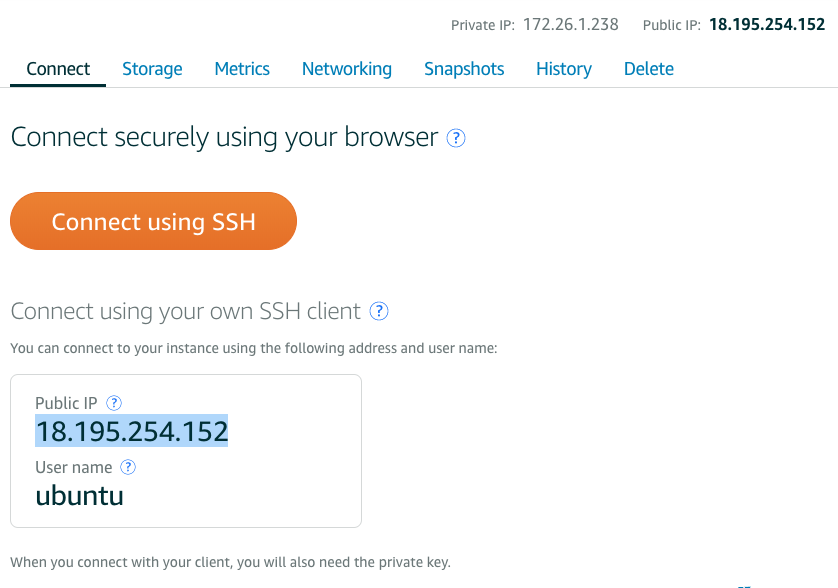 Private IP: 172.26.1.238 Public IP: 18.195.254.152
Connect Storage Metrics Networking Snapshots History Delete
Connect securely using your browser ?
Connect using SSH
Connect using your own SSH client ?
You can connect to your instance using the following address and user name:
Public IP ?
18.195.254.152
User name ?
ubuntu
When you connect with your client, you will also need the private key.